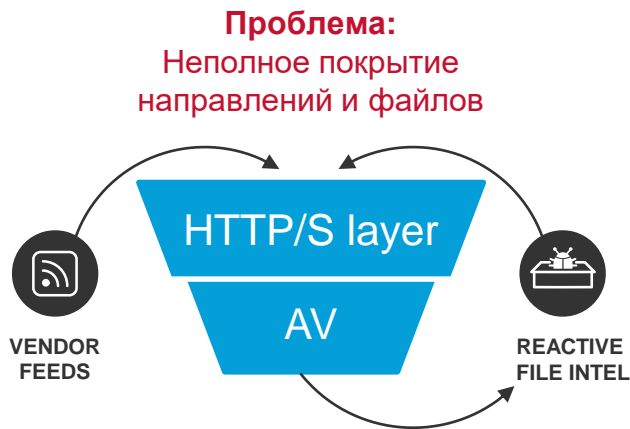 Проблема:
Неполное покрытие
направлений и файлов
HTTP/S layer
AV
VENDOR
FEEDS
REACTIVE
FILE INTEL